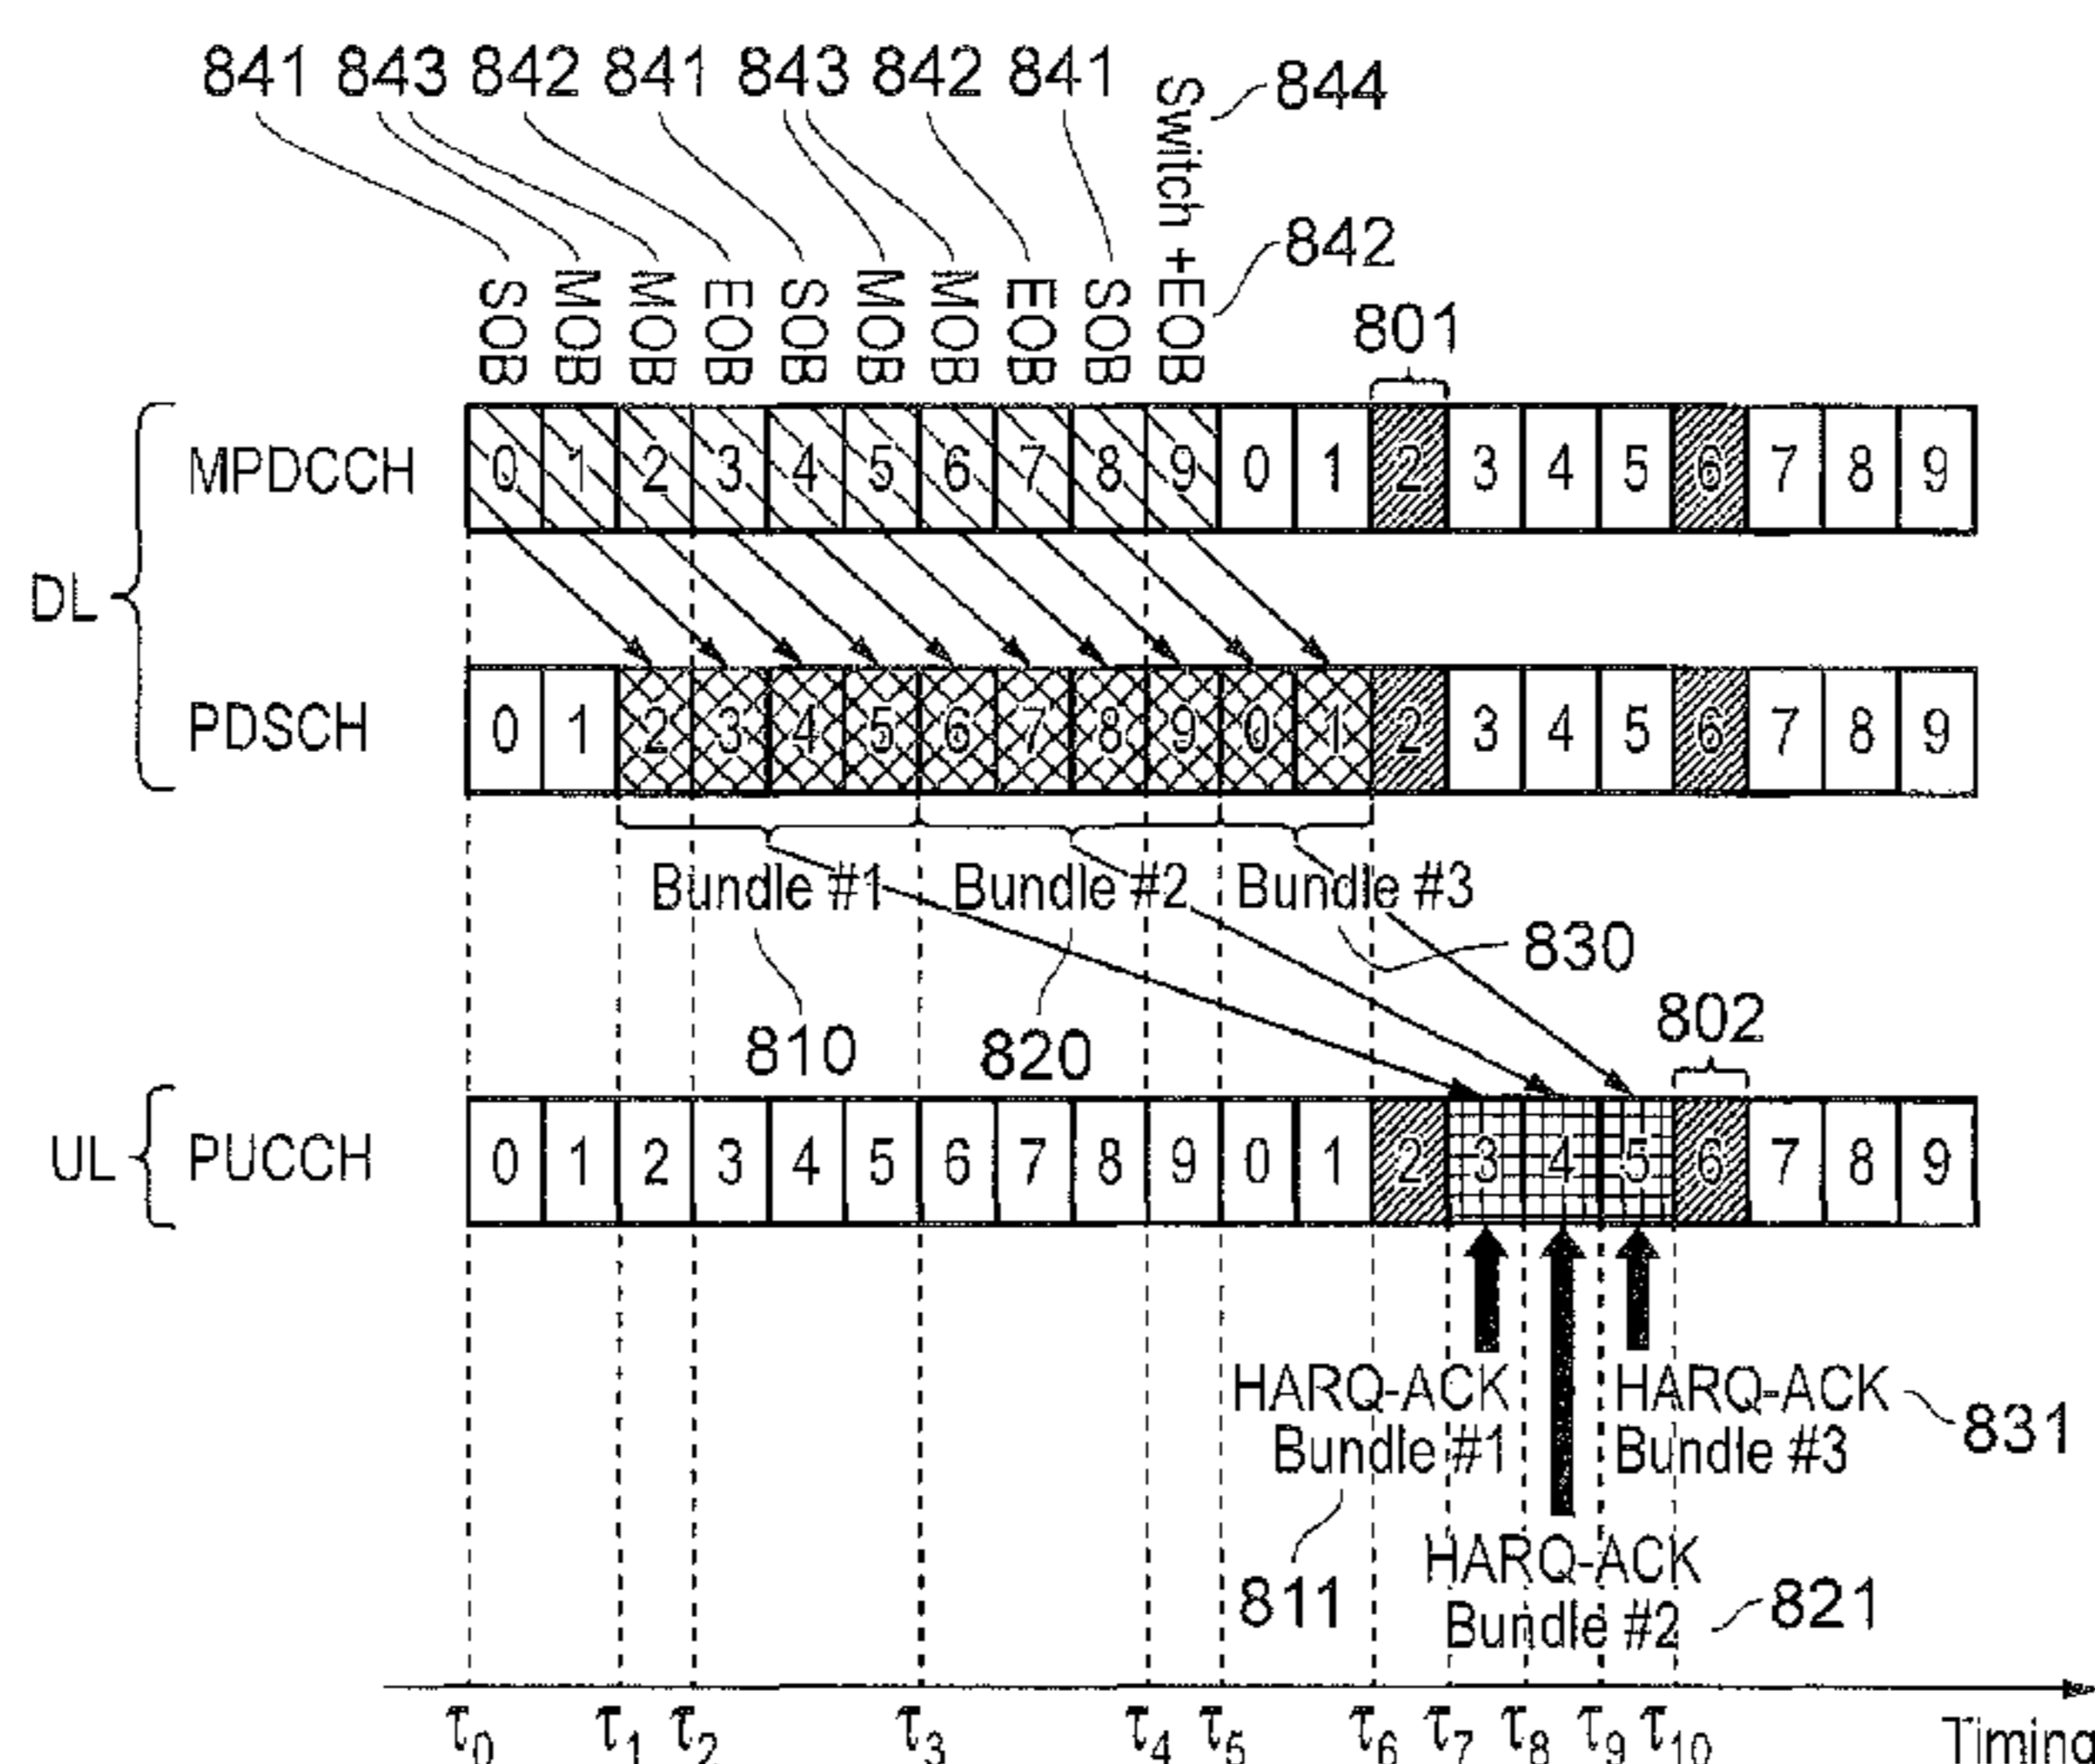 841 843 842 841 843 842 841 844
Switch +EOB
842
SOB MOB MOB EOB SOB MOB MOB EOB SOB
801
MPDCCH 0 1 2 3 4 5 6 7 8 9 0 1 2 3 4 5 6 7 8 9
DL
PDSCH 0 1 2 3 4 5 6 7 8 9 0 1 2 3 4 5 6 7 8 9
Bundle #1 Bundle #2 Bundle #3
830
810 820 802
UL PUCCH 0 1 2 3 4 5 6 7 8 9 0 1 2 3 4 5 6 7 8 9
HARQ-ACK
Bundle #1
811
HARQ-ACK
Bundle #3
831
HARQ-ACK
Bundle #2
821
τ0 τ1 τ2 τ3 τ4 τ5 τ6 τ7 τ8 τ9 τ10 Timing